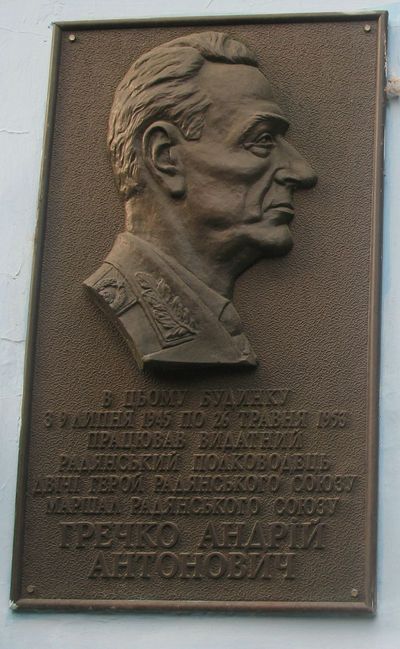 В ЦЬОМУ БУДИНКУ
З 9 ЛИПНЯ 1945 ПО 26 ТРАВНЯ 1953
ПРАЦЮВАВ ВИДАТНИЙ
РАДЯНСЬКИЙ ПОЛКОВОДЕЦЬ
ДВІЧІ ГЕРОЙ РАДЯНСЬКОГО СОЮЗУ
МАРШАЛ РАДЯНСЬКОГО СОЮЗУ
ГРЕЧКО АНДРІЙ
АНТОНОВИЧ